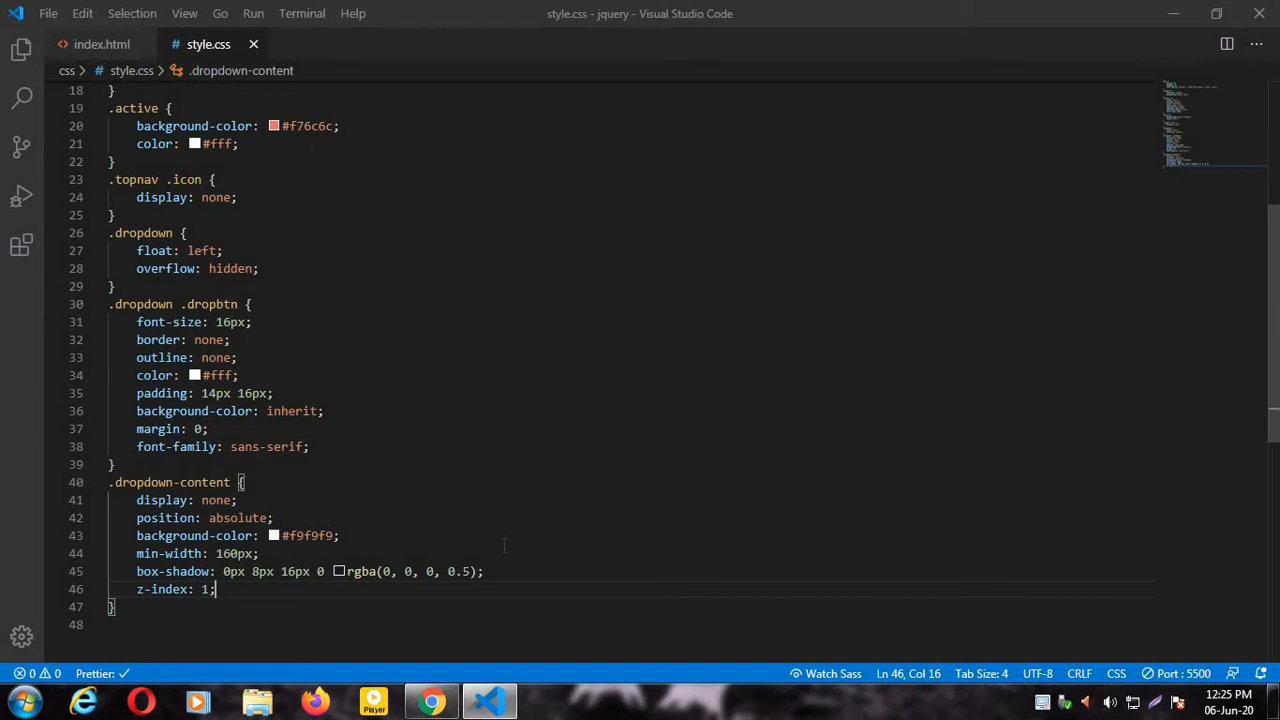 File Edit Selection View Go Run Terminal Help style.css - jquery - Visual Studio Code
index.html style.css
css > style.css > .dropdown-content
18 }
19 .active {
20 background-color: #f76c6c;
21 color: #fff;
22 }
23 .topnav .icon {
24 display: none;
25 }
26 .dropdown {
27 float: left;
28 overflow: hidden;
29 }
30 .dropdown .dropbtn {
31 font-size: 16px;
32 border: none;
33 outline: none;
34 color: #fff;
35 padding: 14px 16px;
36 background-color: inherit;
37 margin: 0;
38 font-family: sans-serif;
39 }
40 .dropdown-content {
41 display: none;
42 position: absolute;
43 background-color: #f9f9f9;
44 min-width: 160px;
45 box-shadow: 0px 8px 16px 0 rgba(0, 0, 0, 0.5);
46 z-index: 1;
47 }
48
0 0 Prettier: ✓ Watch Sass Ln 46, Col 16 Tab Size: 4 UTF-8 CRLF CSS Port : 5500
Player
12:25 PM
06-Jun-20